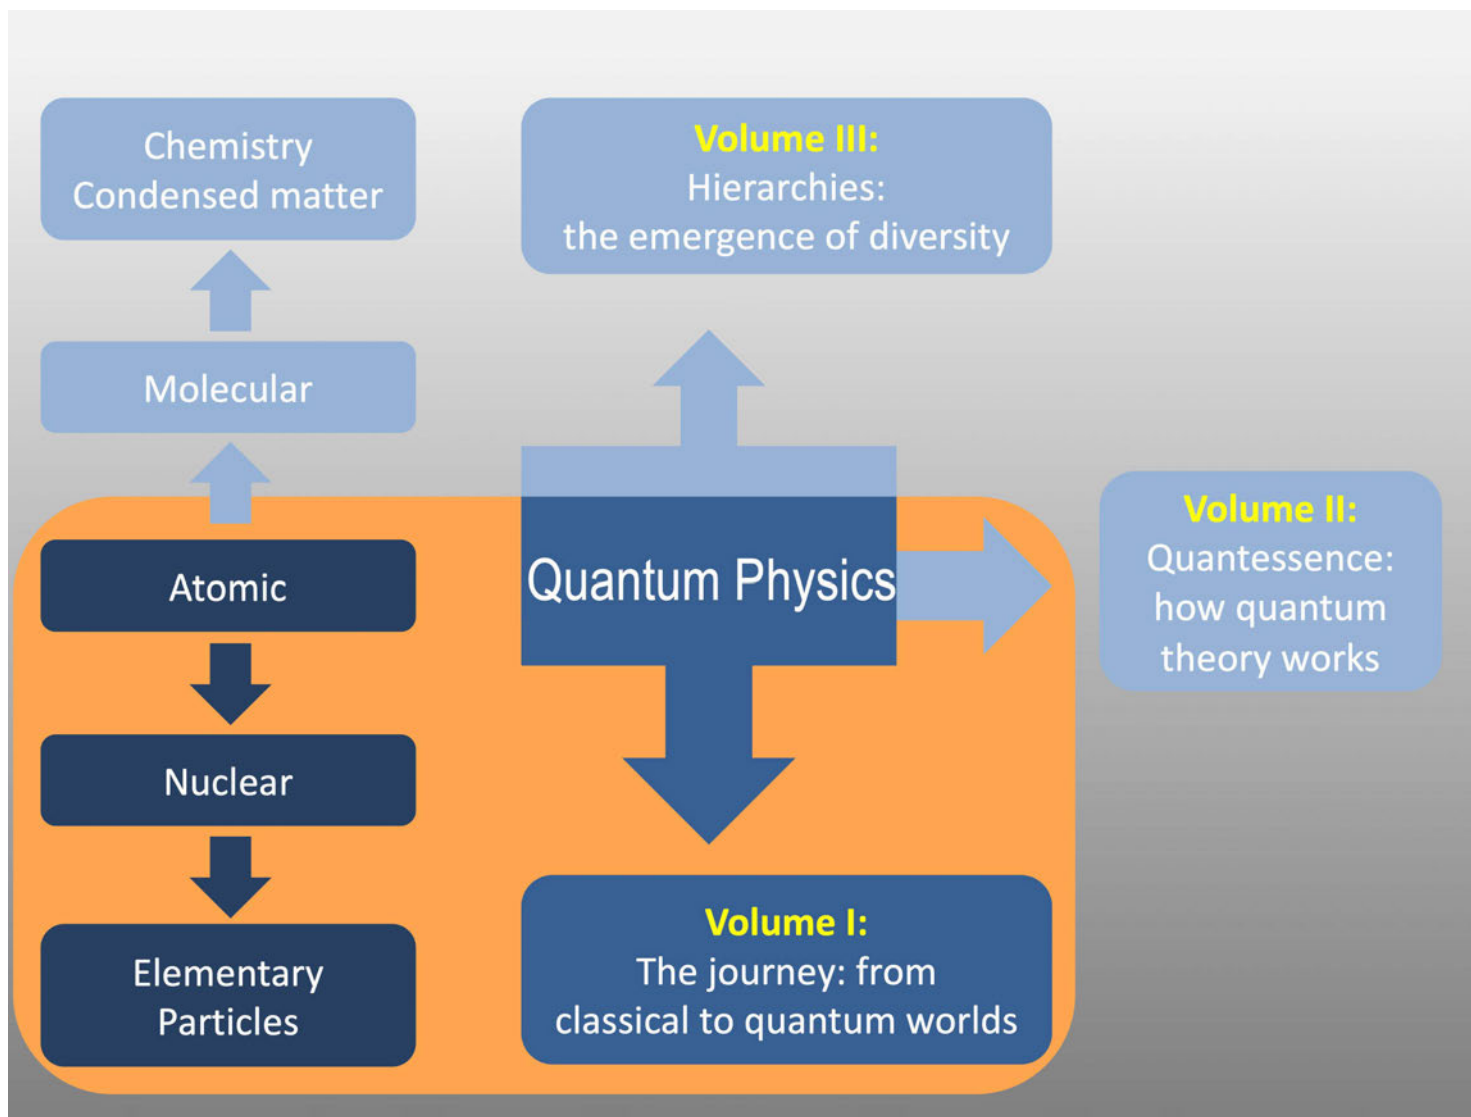 Chemistry
Condensed matter
Molecular
Atomic
Nuclear
Elementary
Particles
Volume III:
Hierarchies:
the emergence of diversity
Quantum Physics
Volume II:
Quantessence:
how quantum
theory works
Volume I:
The journey: from
classical to quantum worlds